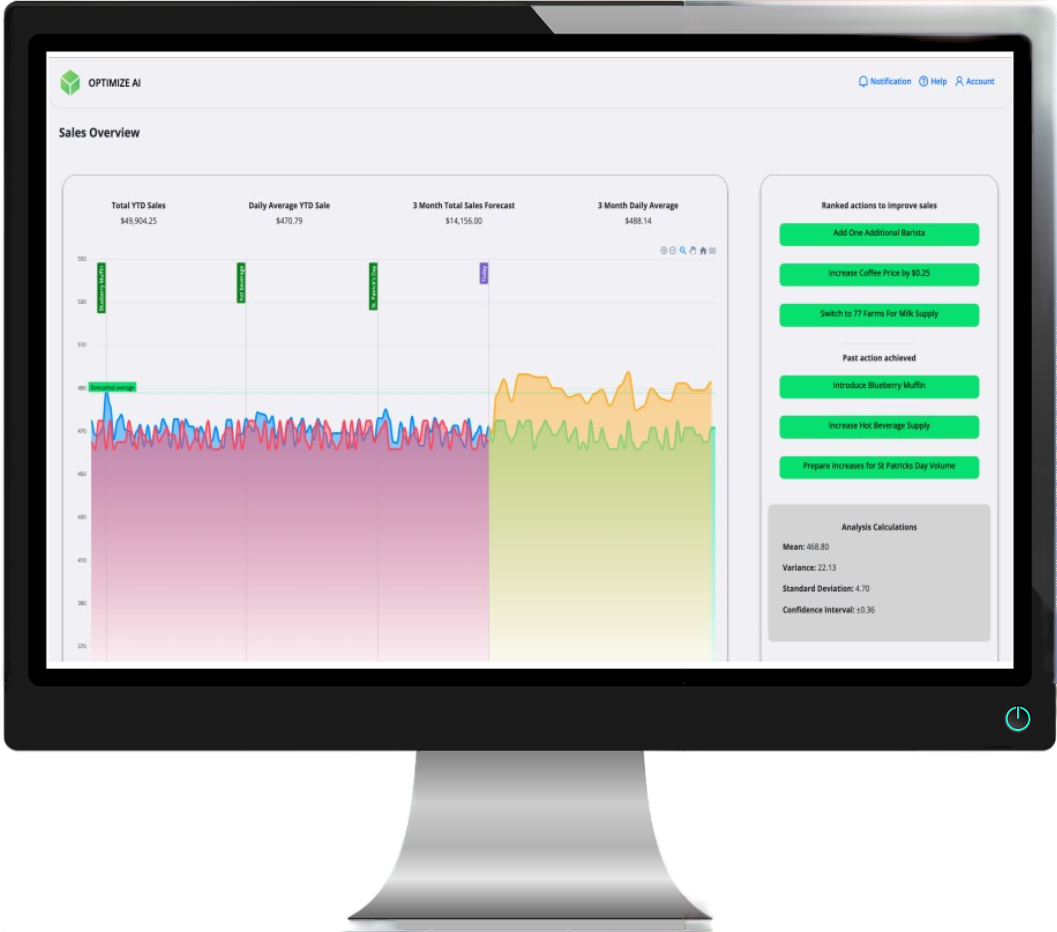 OPTIMIZE AI
Notification
Help
Account
Sales Overview
Total YTD Sales
$49,904.25
Daily Average YTD Sale
$470.79
3 Month Total Sales Forecast
$14,156.00
3 Month Daily Average
$488.14
Blueberry Muffin
hot beverage
St. Patrick's Day
Today
forecasted average
550
530
510
490
470
450
430
410
390
370
Ranked actions to improve sales
Add One Additional Barista
Increase Coffee Price by $0.25
Switch to 77 Farms For Milk Supply
Past action achieved
Introduce Blueberry Muffin
Increase Hot Beverage Supply
Prepare Increases for St Patricks Day Volume
Analysis Calculations
Mean: 468.80
Variance: 22.13
Standard Deviation: 4.70
Confidence Interval: ±0.36